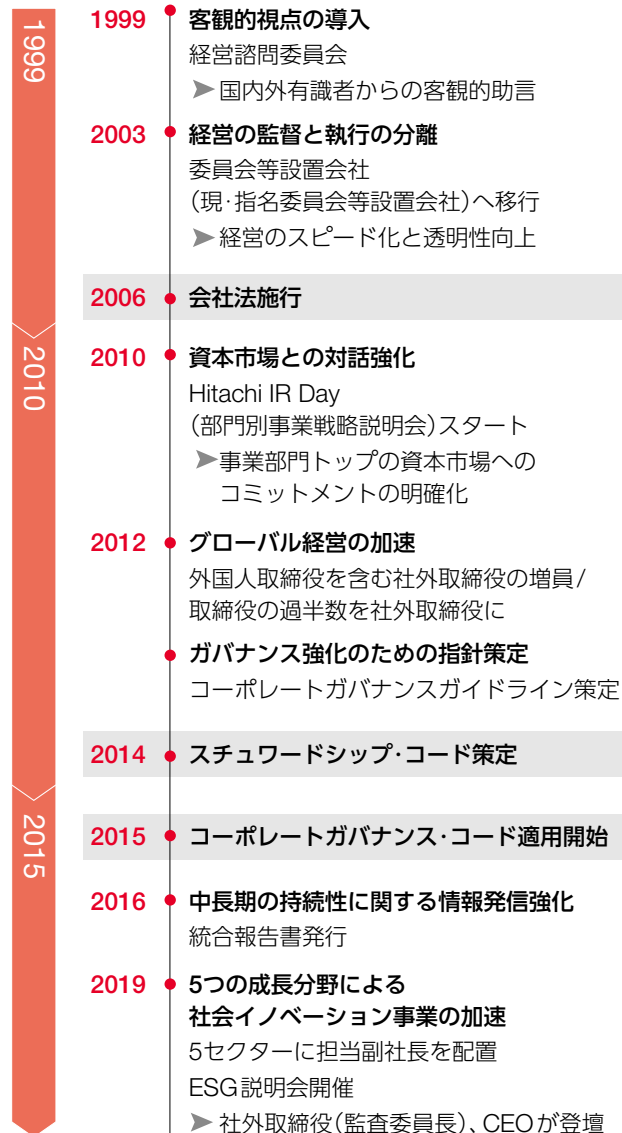 1999
1999 客観的視点の導入
経営諮問委員会
➤ 国内外有識者からの客観的助言
2003 経営の監督と執行の分離
委員会等設置会社
(現・指名委員会等設置会社)へ移行
➤ 経営のスピード化と透明性向上
2006 会社法施行
2010
2010 資本市場との対話強化
Hitachi IR Day
(部門別事業戦略説明会)スタート
➤事業部門トップの資本市場への
コミットメントの明確化
2012 グローバル経営の加速
外国人取締役を含む社外取締役の増員/
取締役の過半数を社外取締役に
ガバナンス強化のための指針策定
コーポレートガバナンスガイドライン策定
2014 スチュワードシップ・コード策定
2015
2015 コーポレートガバナンス・コード適用開始
2016 中長期の持続性に関する情報発信強化
統合報告書発行
2019 5つの成長分野による
社会イノベーション事業の加速
5セクターに担当副社長を配置
ESG説明会開催
➤ 社外取締役(監査委員長)、CEOが登壇